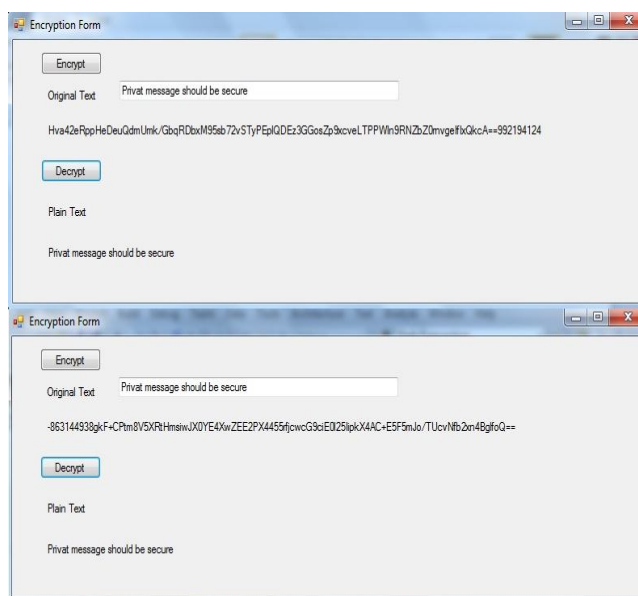 Encryption Form
Encrypt
Original Text Privat message should be secure
Hva42eRppHeDeuQdmUmk/GbqRDbxM95sb72vSTyPEplQDEz3GGosZp9xcveLTPPWln9RNZbZ0mvgelfIxQkcA==992194124
Decrypt
Plain Text
Privat message should be secure
Encryption Form
Encrypt
Original Text Privat message should be secure
-863144938gkF+CPtm8V5XRtHmsiwJX0YE4XwZEE2PX4455rfjcwcG9ciE0l25lipkX4AC+E5F5mJo/TUcvNfb2xn4BglfoQ==
Decrypt
Plain Text
Privat message should be secure